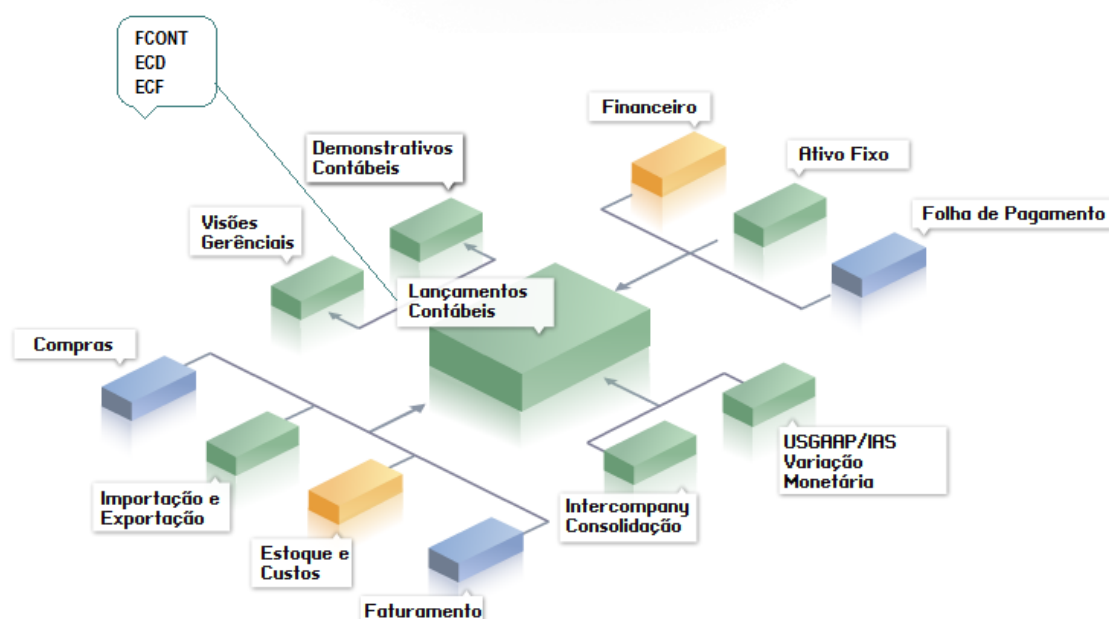 FCONT
ECD
ECF
Financeiro
Demonstrativos
Contábeis
Ativo Fixo
Visões
Gerênciais
Folha de Pagamento
Lançamentos
Contábeis
Compras
USGAAP/IAS
Variação
Monetária
Importação e
Exportação
Intercompany
Consolidação
Estoque e
Custos
Faturamento